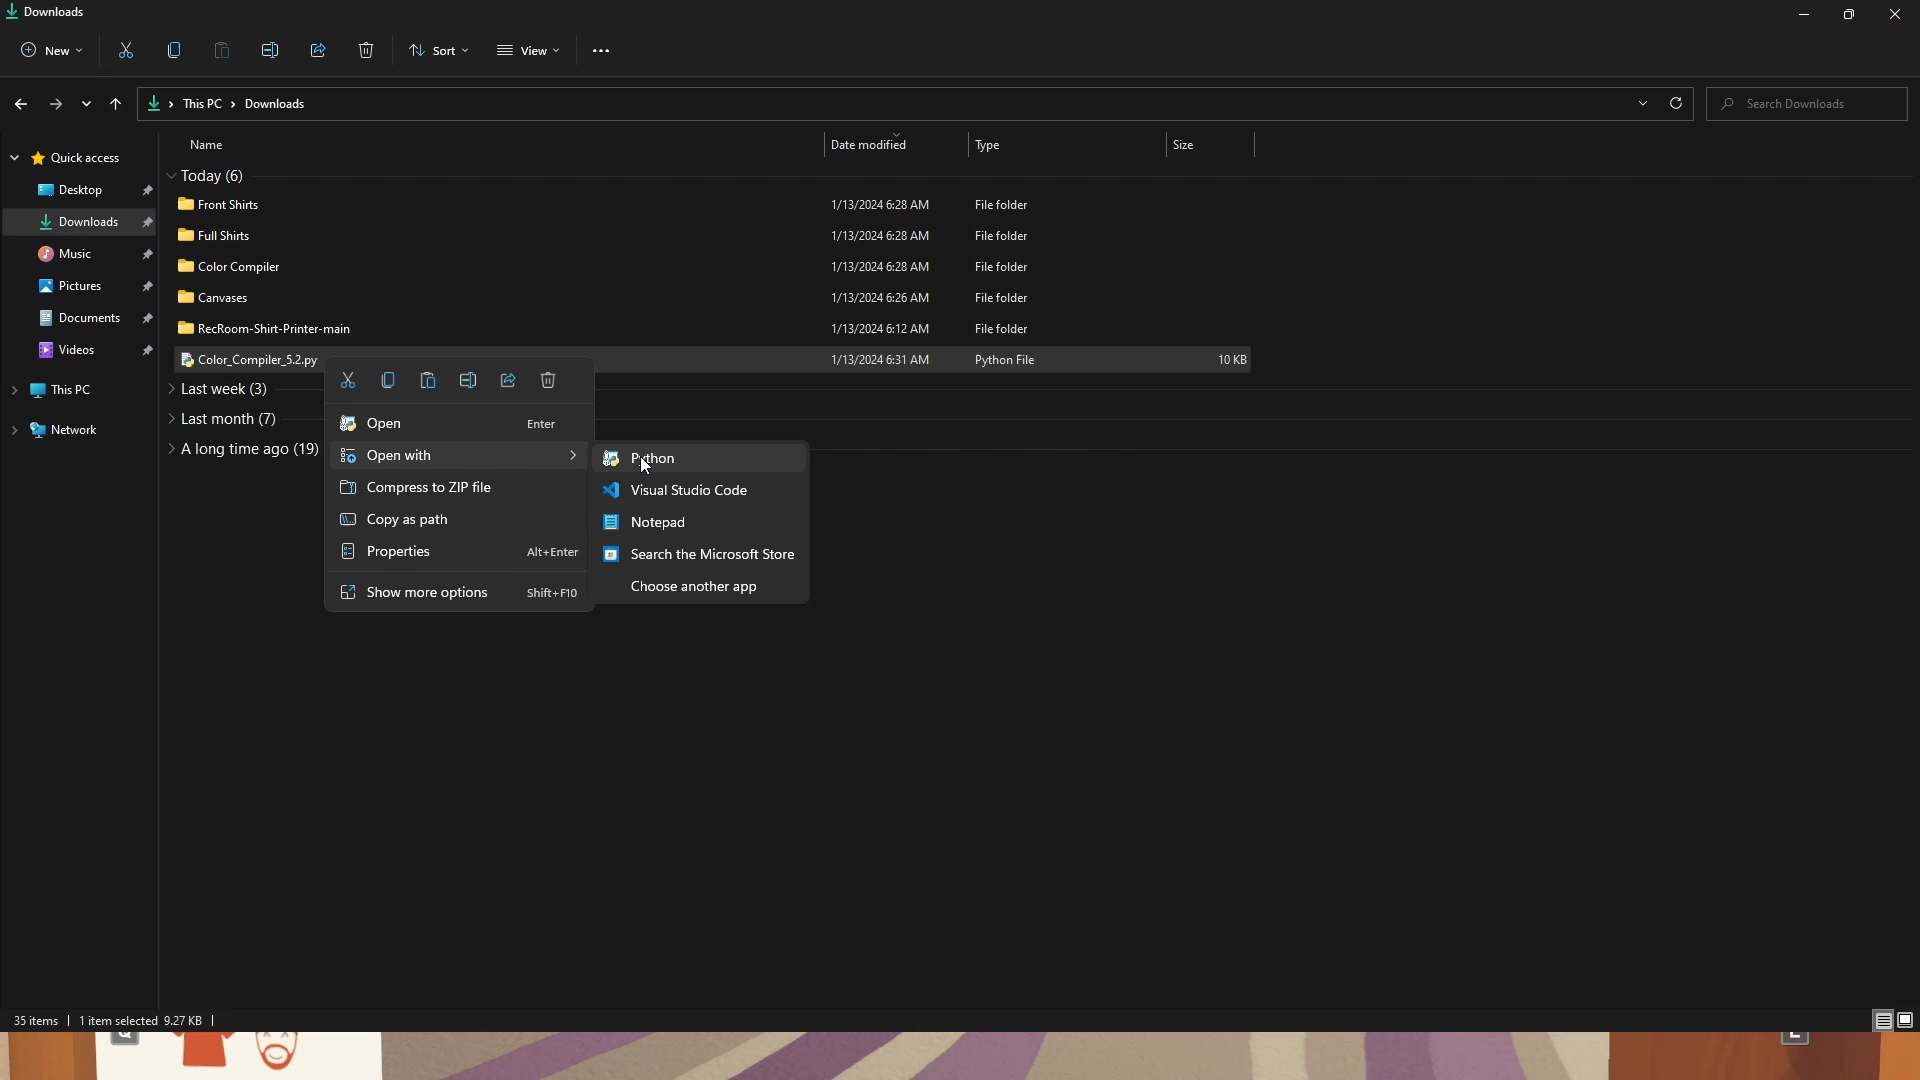 Downloads
New
Sort
View
This PC > Downloads
Search Downloads
Name
Date modified
Type
Size
Quick access
Desktop
Downloads
Music
Pictures
Documents
Videos
This PC
Network
Today (6)
Front Shirts 1/13/2024 6:28 AM File folder
Full Shirts 1/13/2024 6:28 AM File folder
Color Compiler 1/13/2024 6:28 AM File folder
Canvases 1/13/2024 6:26 AM File folder
RecRoom-Shirt-Printer-main 1/13/2024 6:12 AM File folder
Color_Compiler_5.2.py 1/13/2024 6:31 AM Python File 10 KB
Last week (3)
Last month (7)
A long time ago (19)
Open Enter
Open with
Compress to ZIP file
Copy as path
Properties Alt+Enter
Show more options Shift+F10
Python
Visual Studio Code
Notepad
Search the Microsoft Store
Choose another app
35 items
1 item selected 9.27 KB